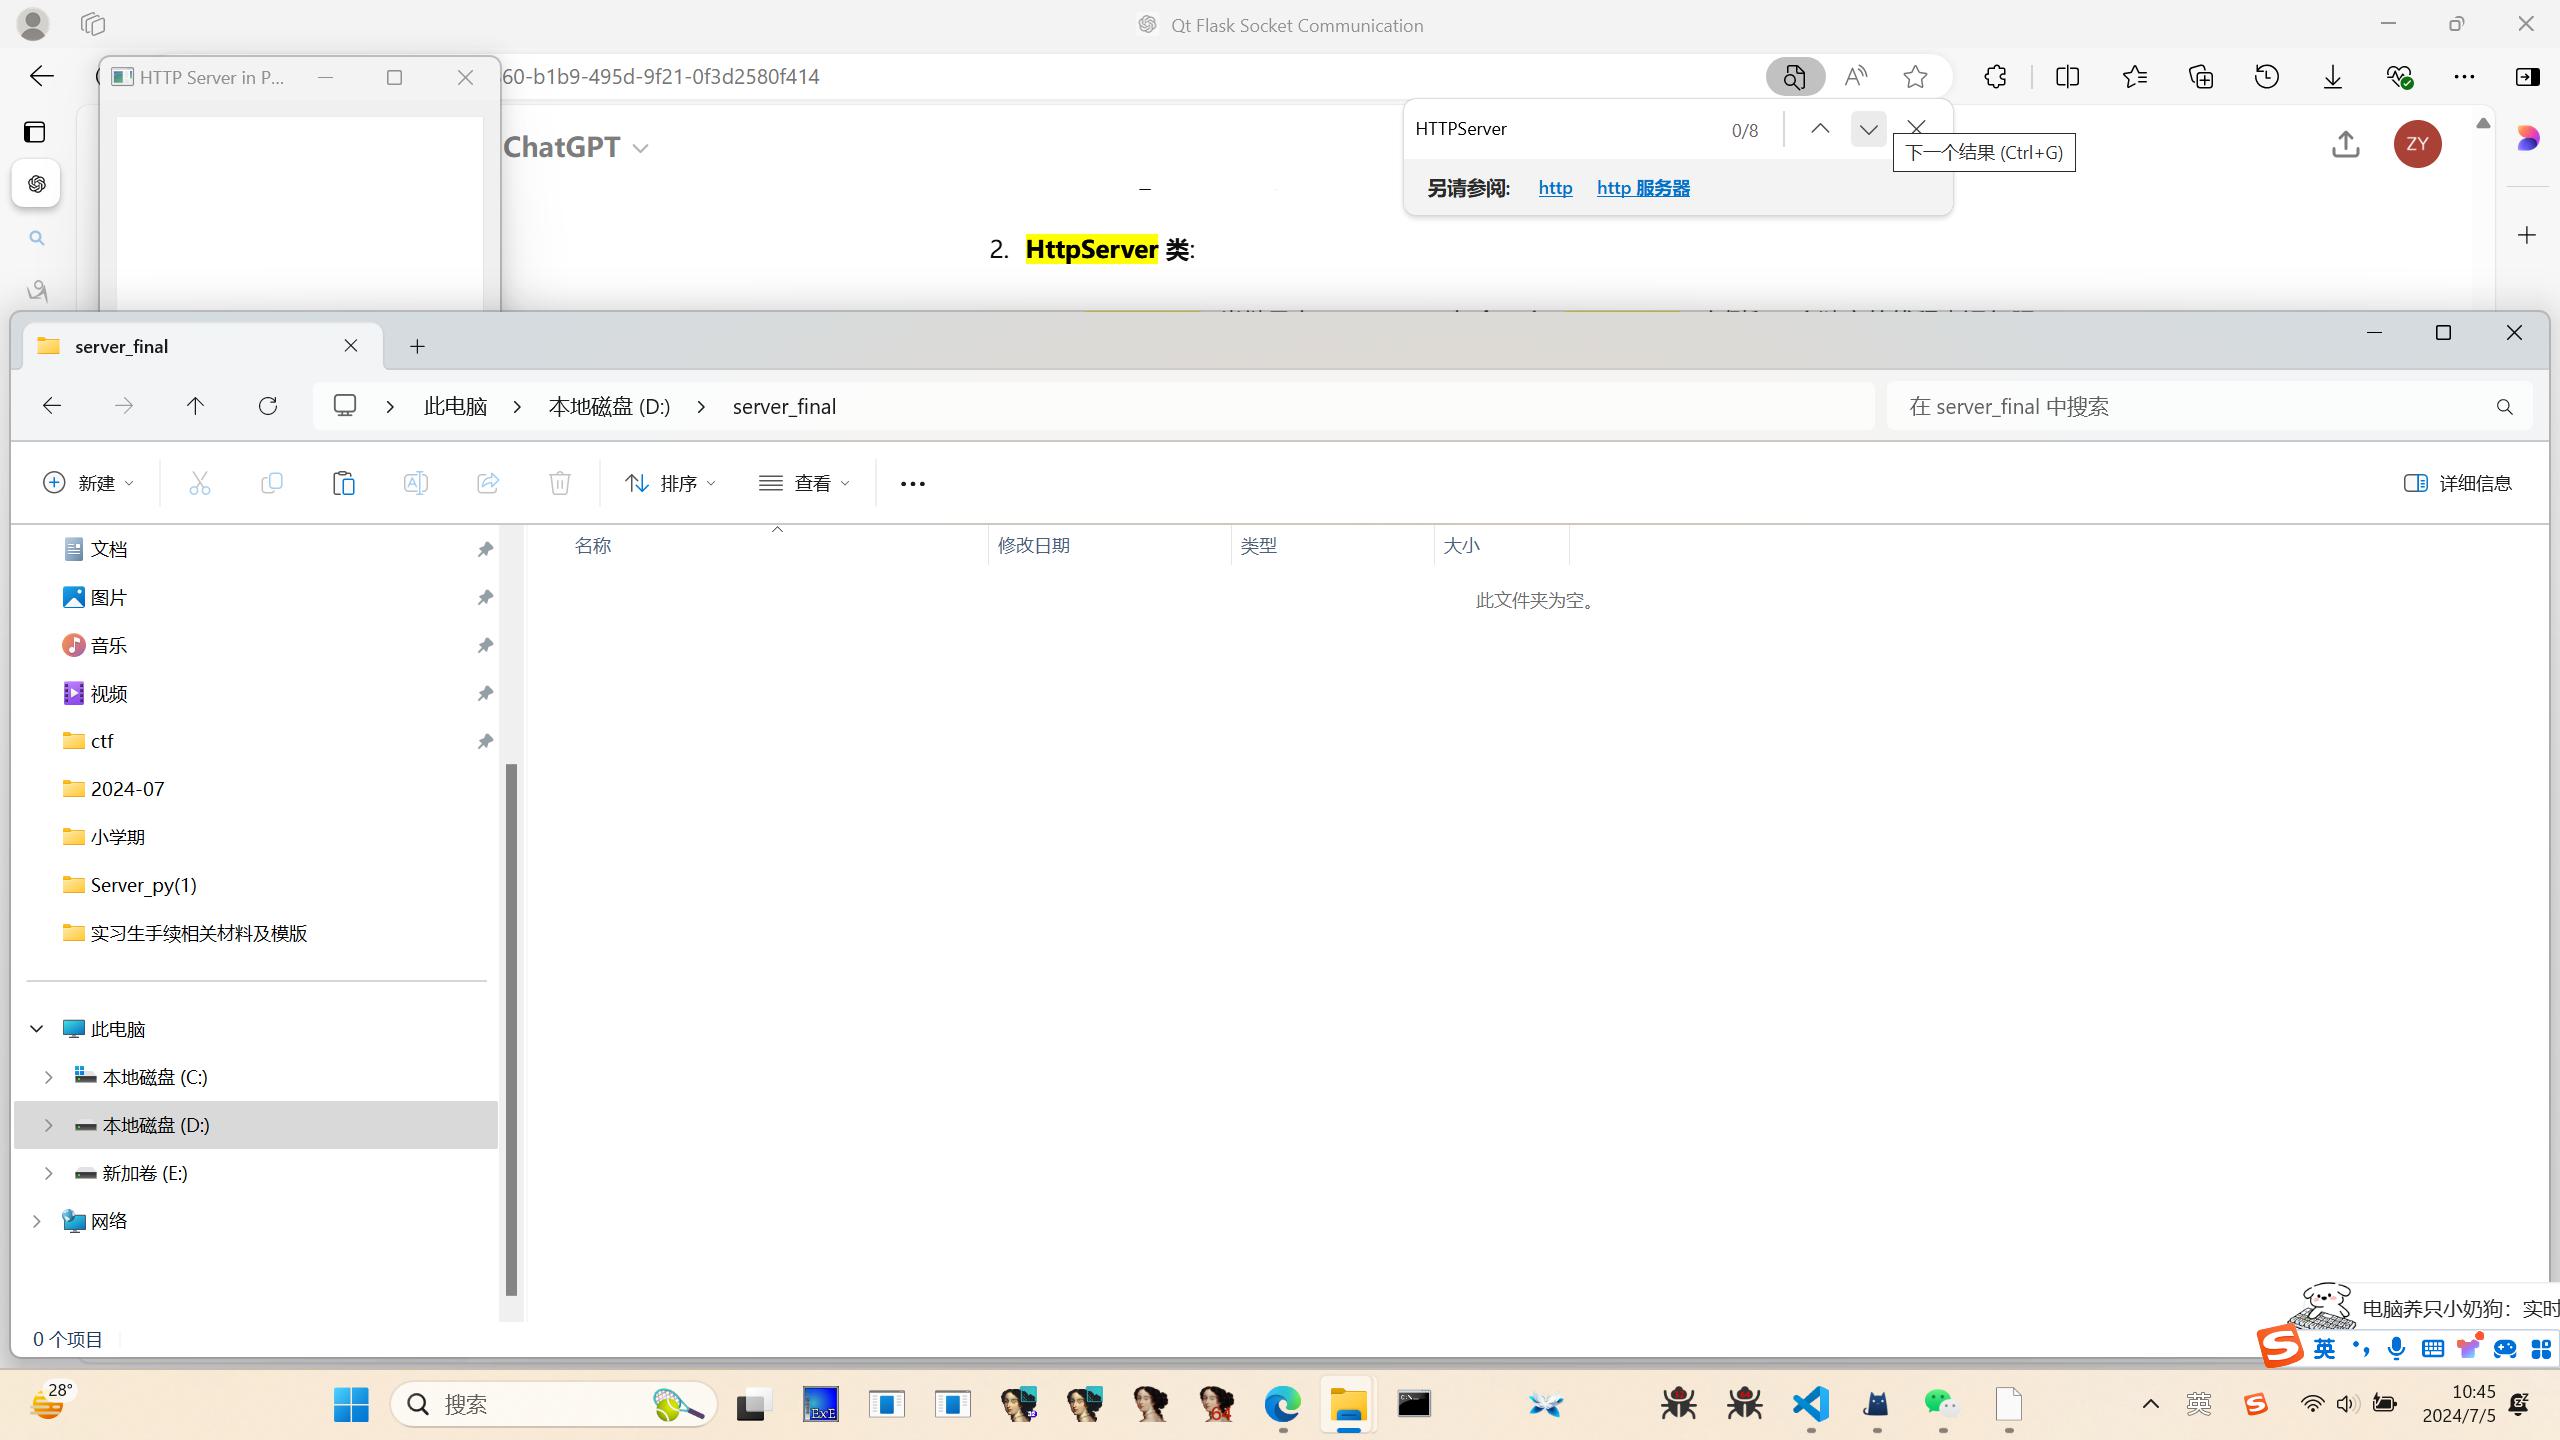 Qt Flask Socket Communication
HTTP Server in P...
60-b1b9-495d-9f21-0f3d2580f414
HTTPServer
0/8
下一个结果 (Ctrl+G)
另请参阅: http http 服务器
ChatGPT
ZY
2. HttpServer 类:
server_final
此电脑 本地磁盘 (D:) server_final
在 server_final 中搜索
新建
排序
查看
详细信息
名称 修改日期 类型 大小
此文件夹为空。
文档
图片
音乐
视频
ctf
2024-07
小学期
Server_py(1)
实习生手续相关材料及模版
此电脑
本地磁盘 (C:)
本地磁盘 (D:)
新加卷 (E:)
网络
0 个项目
电脑养只小奶狗：实时
英
28°
搜索
ExE
64
英
10:45
2024/7/5